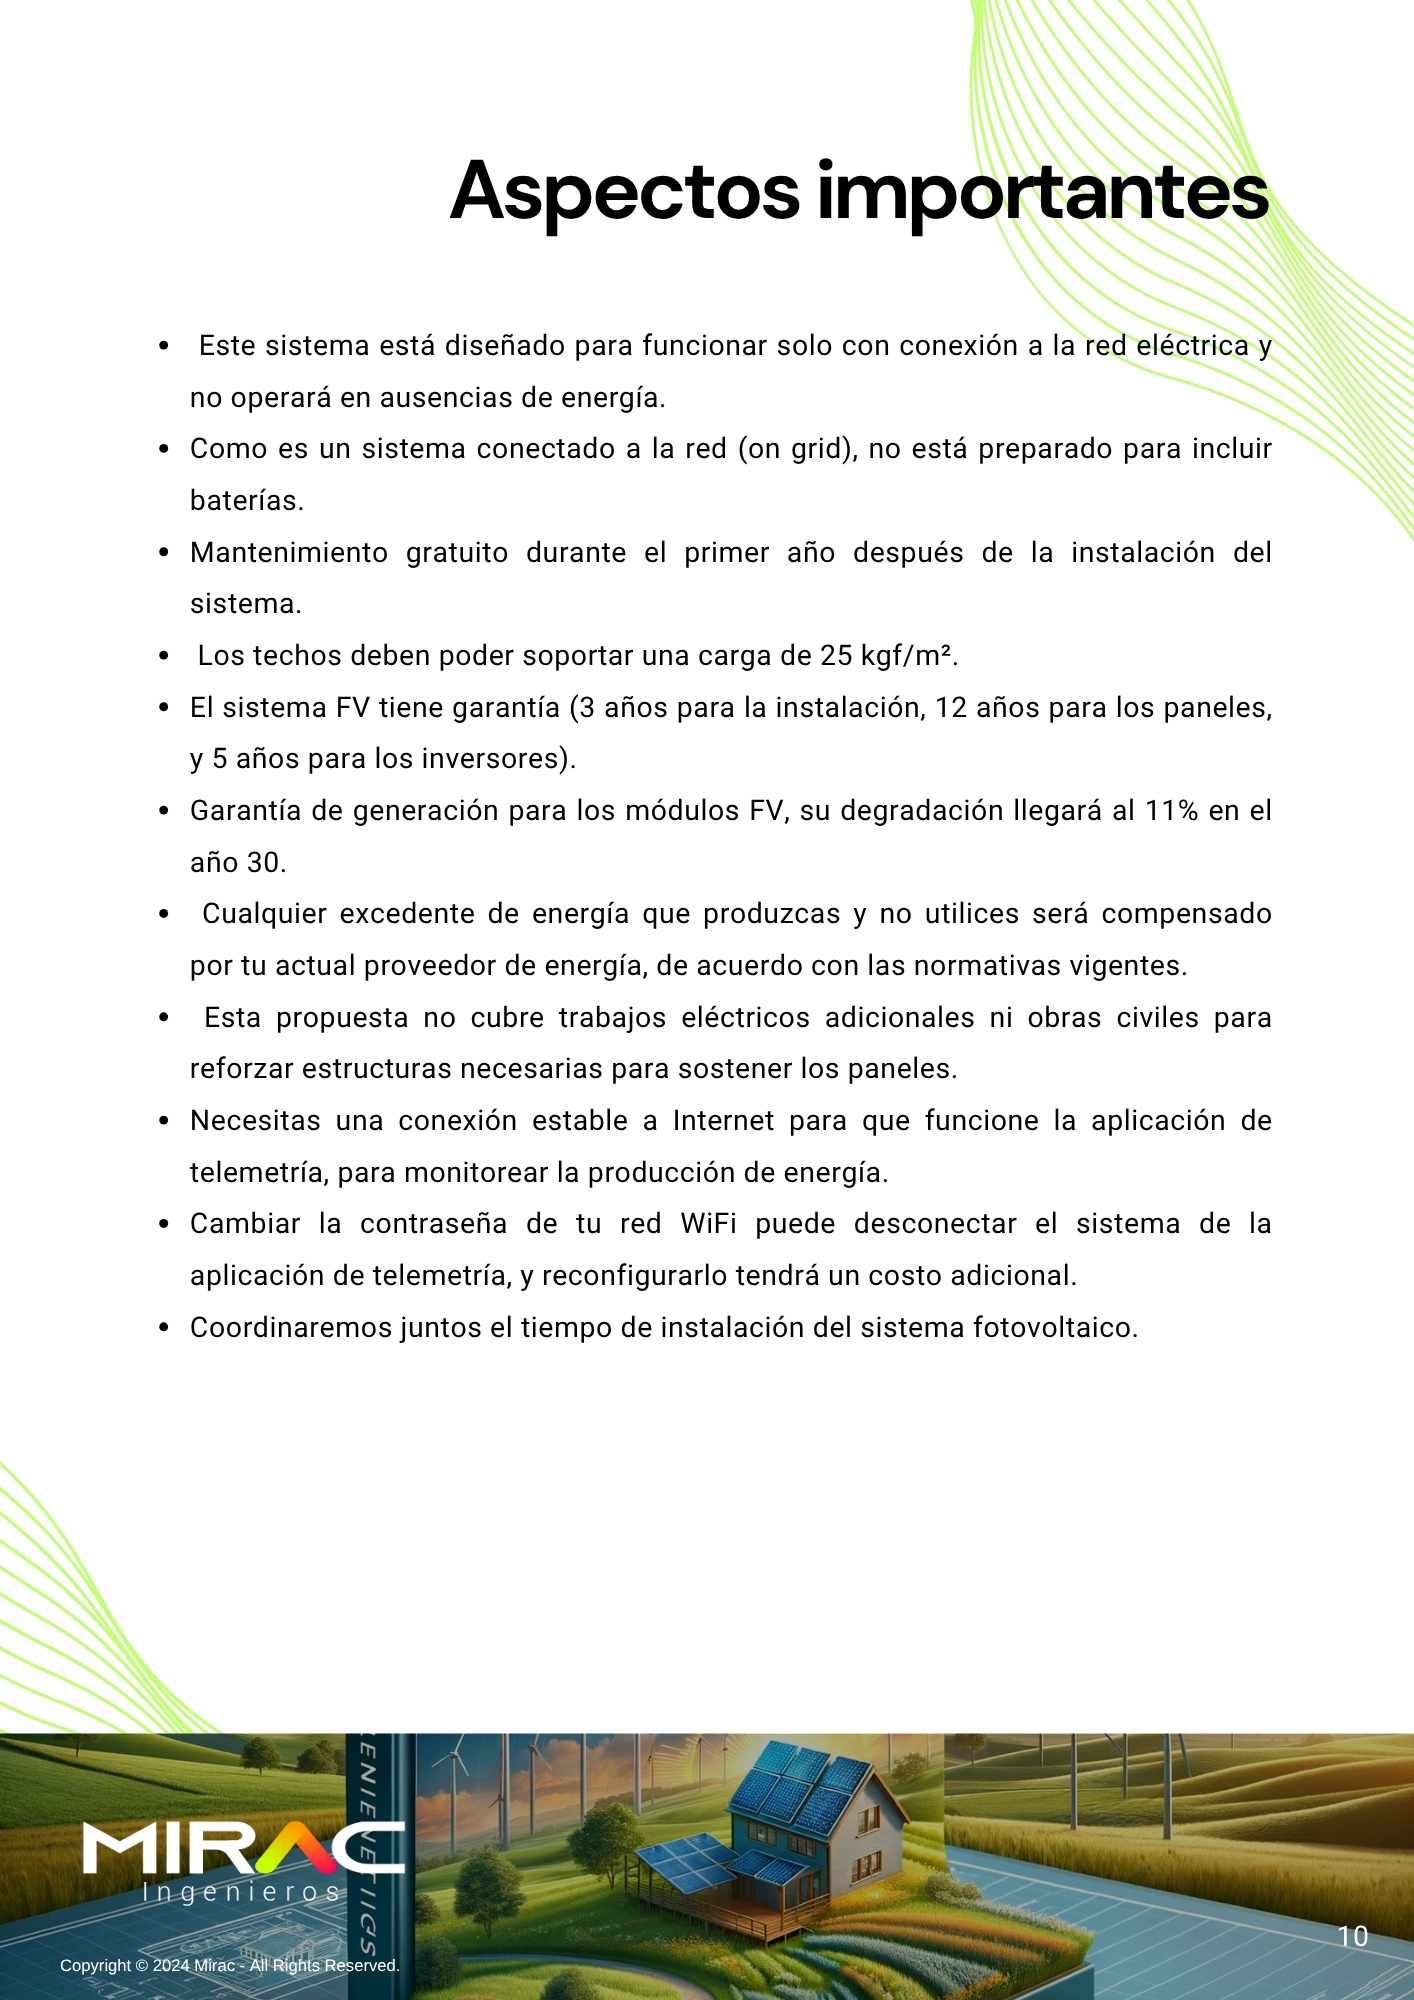 Aspectos importantes
• Este sistema está diseñado para funcionar solo con conexión a la red eléctrica y
no operará en ausencias de energía.
• Como es un sistema conectado a la red (on grid), no está preparado para incluir
baterías.
• Mantenimiento gratuito durante el primer año después de la instalación del
sistema.
• Los techos deben poder soportar una carga de 25 kgf/m².
• El sistema FV tiene garantía (3 años para la instalación, 12 años para los paneles,
y 5 años para los inversores).
• Garantía de generación para los módulos FV, su degradación llegará al 11% en el
año 30.
• Cualquier excedente de energía que produzcas y no utilices será compensado
por tu actual proveedor de energía, de acuerdo con las normativas vigentes.
• Esta propuesta no cubre trabajos eléctricos adicionales ni obras civiles para
reforzar estructuras necesarias para sostener los paneles.
• Necesitas una conexión estable a Internet para que funcione la aplicación de
telemetría, para monitorear la producción de energía.
• Cambiar la contraseña de tu red WiFi puede desconectar el sistema de la
aplicación de telemetría, y reconfigurarlo tendrá un costo adicional.
• Coordinaremos juntos el tiempo de instalación del sistema fotovoltaico.
MIRAC
Ingenieros
Copyright © 2024 Mirac - All Rights Reserved.
10